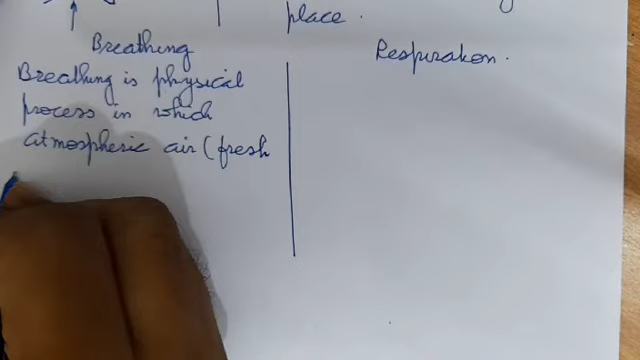 place.
Breathing
Respiration.
Breathing is physical
process in which
atmospheric air (fresh